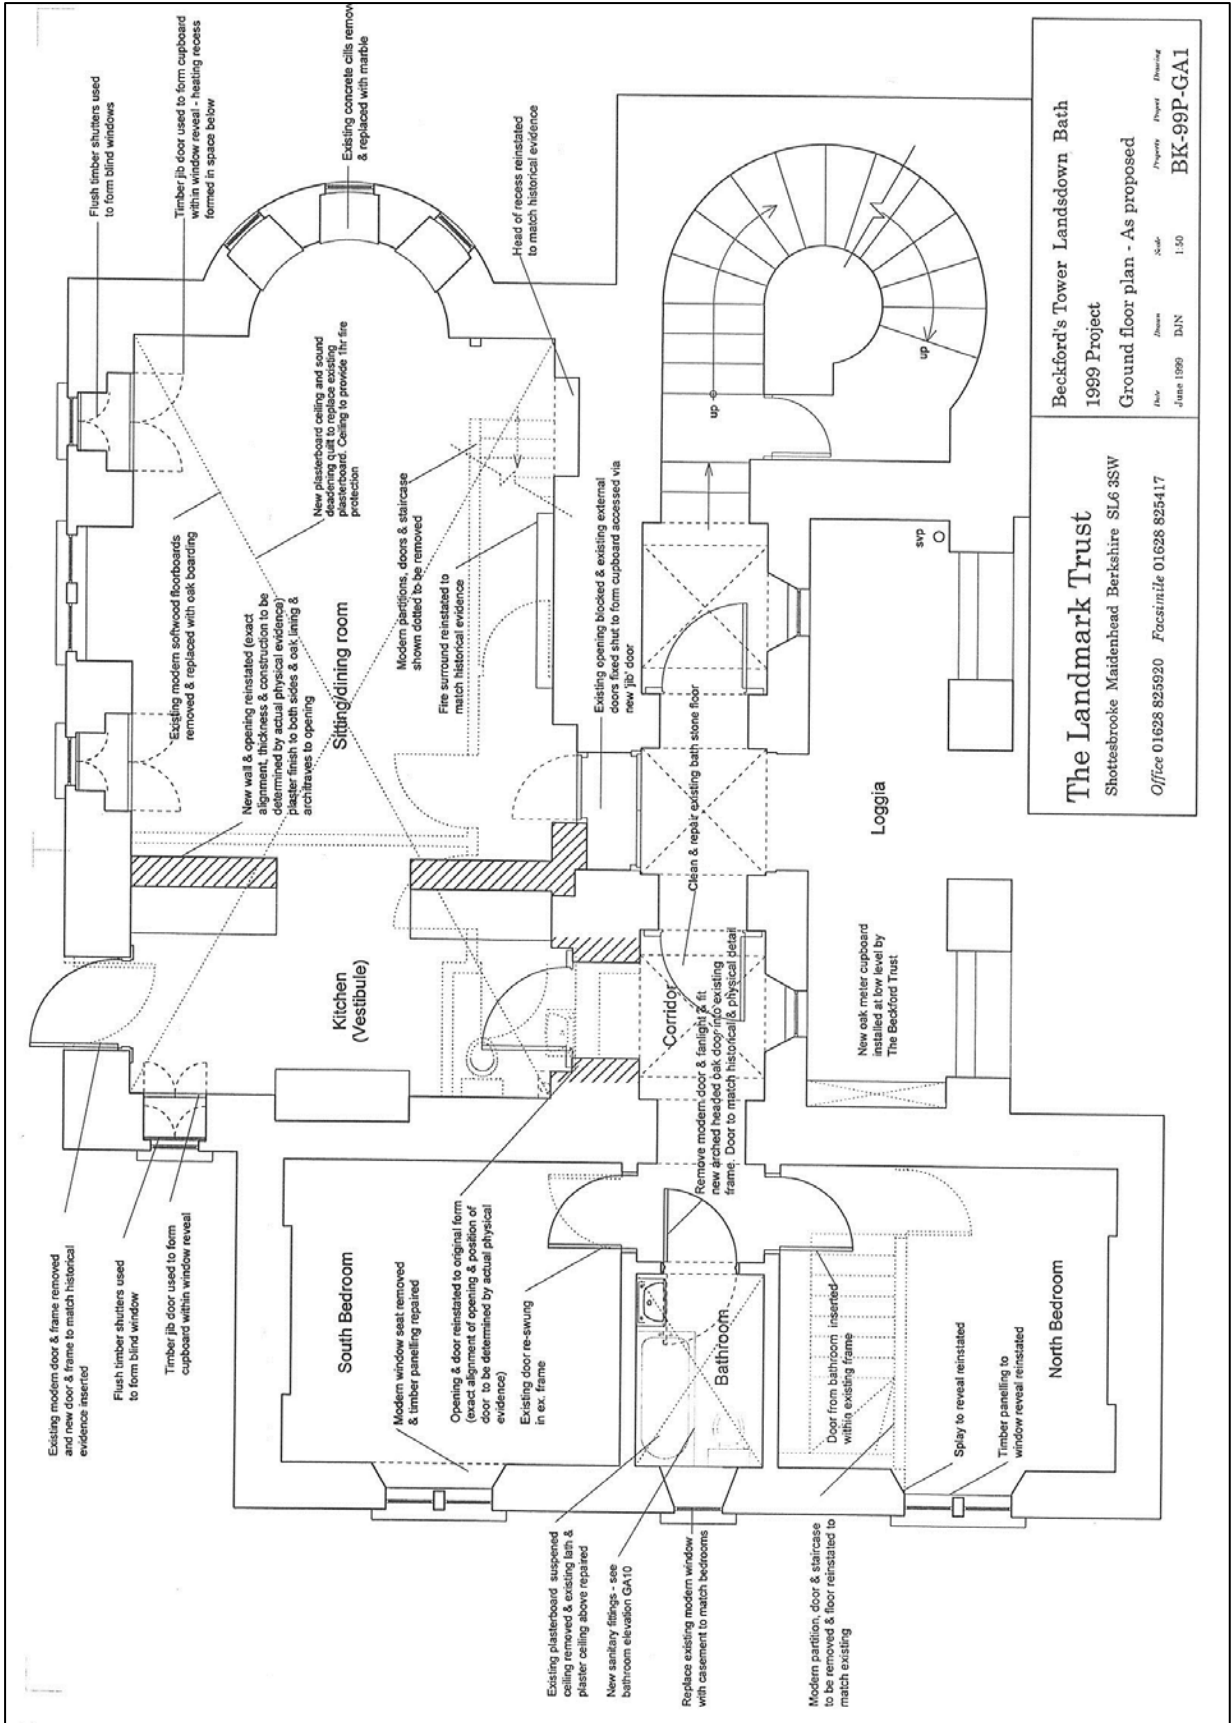 Existing modern door & frame removed
and new door & frame to match historical
evidence inserted
Flush timber shutters used
to form blind window
Timber jib door used to form
cupboard within window reveal
Flush timber shutters used
to form blind windows
Timber jib door used to form cupboard
within window reveal - heating recess
formed in space below
Existing modern softwood floorboards
removed & replaced with oak boarding
New wall & opening reinstated (exact
alignment, thickness & construction to be
determined by actual physical evidence)
plaster finish to both sides & oak lining &
architraves to opening
New plasterboard ceiling and sound
deadening quilt to replace existing
plasterboard. Ceiling to provide 1hr fire
protection
Existing concrete cills remov
& replaced with marble
Kitchen
(Vestibule)
Sitting/dining room
South Bedroom
Modern window seat removed
& timber panelling repaired
Opening & door reinstated to original form
(exact alignment of opening & position of
door to be determined by actual physical
evidence)
Existing door re-swung
in ex. frame
Modern partitions, doors & staircase
shown dotted to be removed
Fire surround reinstated to
match historical evidence
Head of recess reinstated
to match historical evidence
Existing opening blocked & existing external
doors fixed shut to form cupboard accessed via
new 'jib' door
Corridor
Clean & repair existing bath stone floor
Remove modern door & fanlight & fit
new arched headed oak door into existing
frame. Door to match historical & physical detail
up
up
Existing plasterboard suspened
ceiling removed & existing lath &
plaster ceiling above repaired
New sanitary fittings - see
bathroom elevation GA10
Replace existing modern window
with casement to match bedrooms
Bathroom
Door from bathroom inserted
within existing frame
Modern partition, door & staircase
to be removed & floor reinstated to
match existing
Splay to reveal reinstated
Timber panelling to
window reveal reinstated
North Bedroom
New oak meter cupboard
installed at low level by
The Beckford Trust
Loggia
svp
The Landmark Trust
Shottesbrooke Maidenhead Berkshire SL6 3SW
Office 01628 825920 Facsimile 01628 825417
Beckford's Tower Landsdown Bath
1999 Project
Ground floor plan - As proposed
Date Drawn Scale Property Project Drawing
June 1999 DJN 1:50 BK-99P-GA1